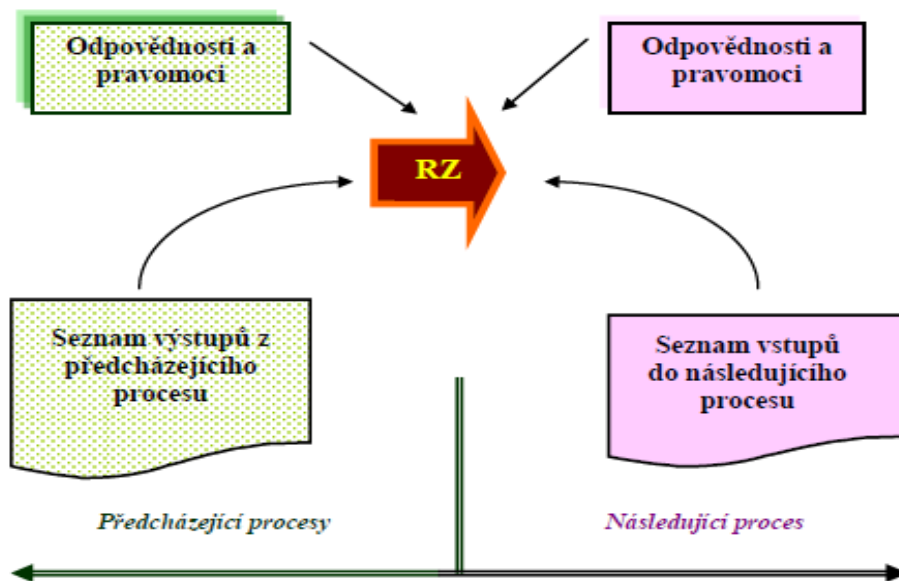 Odpovědnosti a
pravomoci
Odpovědnosti a
pravomoci
RZ
Seznam výstupů z
předcházejícího
procesu
Seznam vstupů
do následujícího
procesu
Předcházející procesy
Následující proces